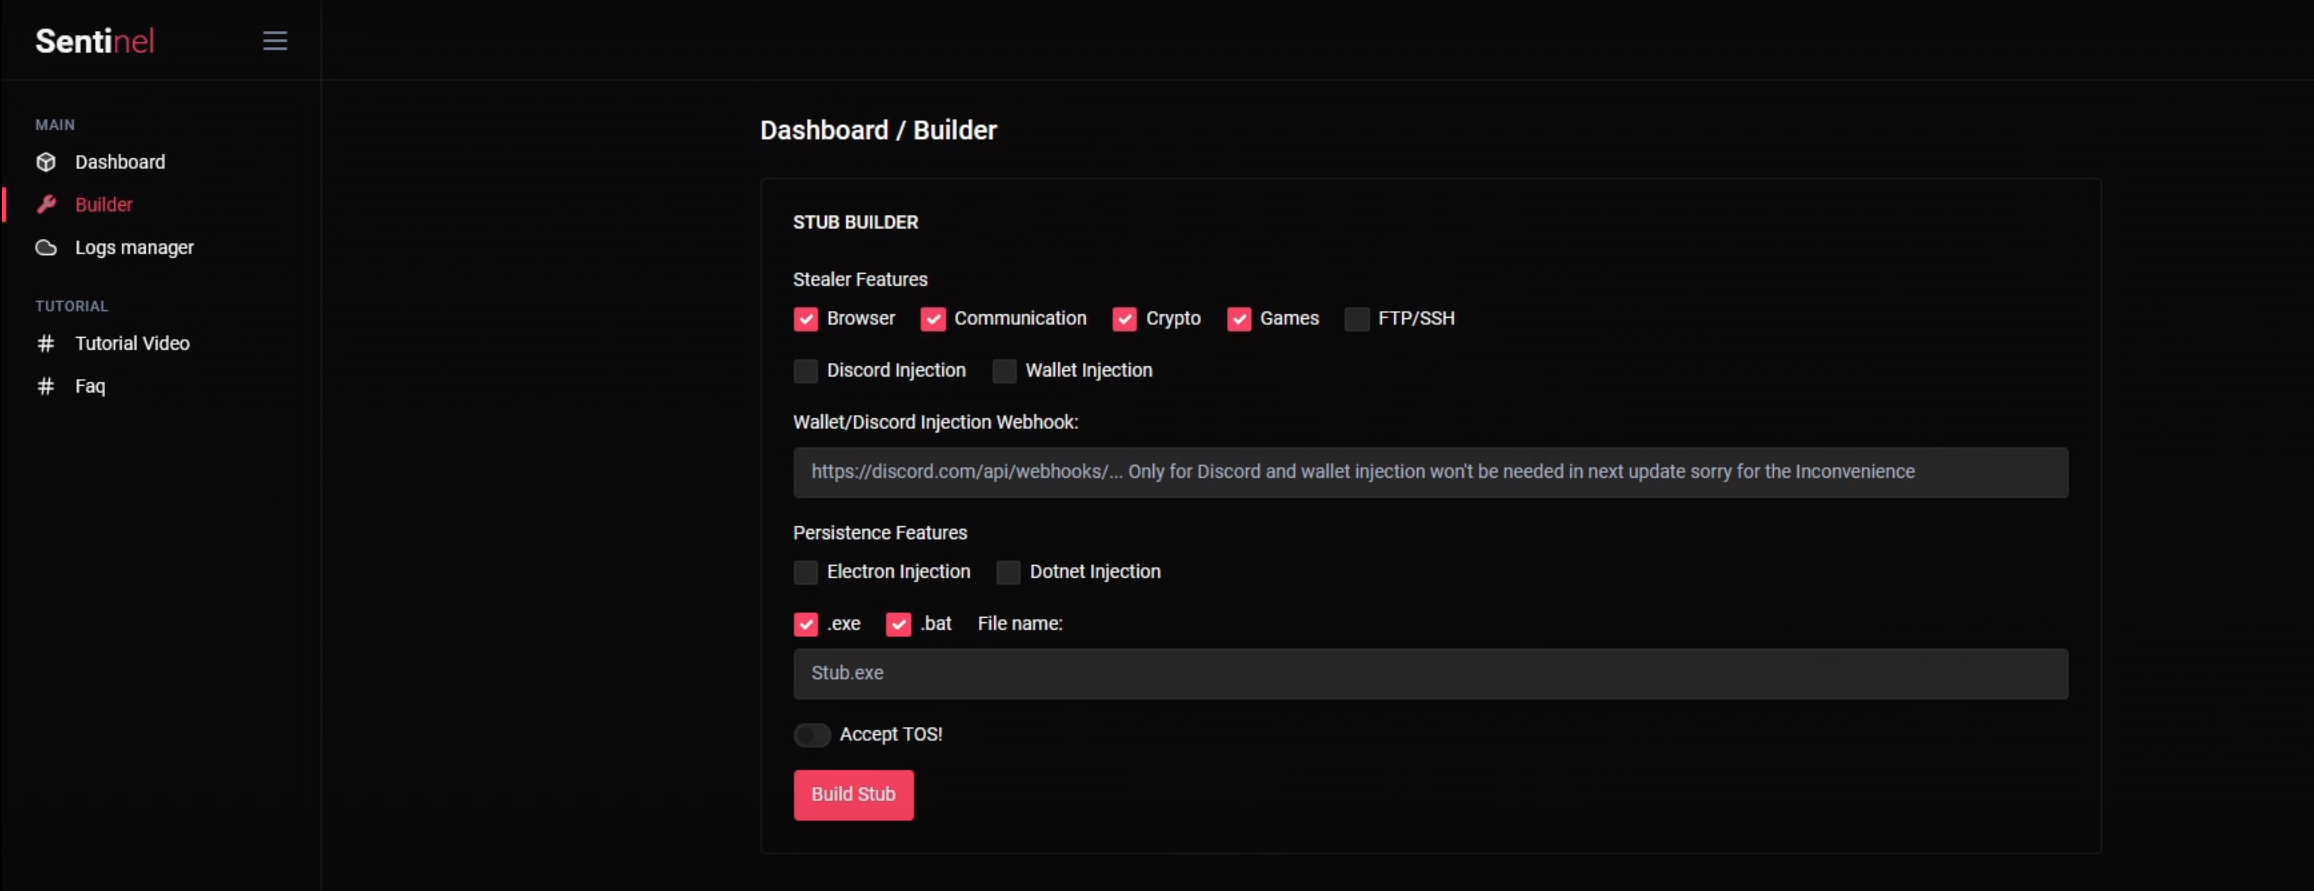 Sentinel
MAIN
Dashboard
Builder
Logs manager
TUTORIAL
# Tutorial Video
# Faq
Dashboard / Builder
STUB BUILDER
Stealer Features
Browser Communication Crypto Games FTP/SSH
Discord Injection Wallet Injection
Wallet/Discord Injection Webhook:
https://discord.com/api/webhooks/... Only for Discord and wallet injection won't be needed in next update sorry for the Inconvenience
Persistence Features
Electron Injection Dotnet Injection
.exe .bat File name:
Stub.exe
Accept TOS!
Build Stub